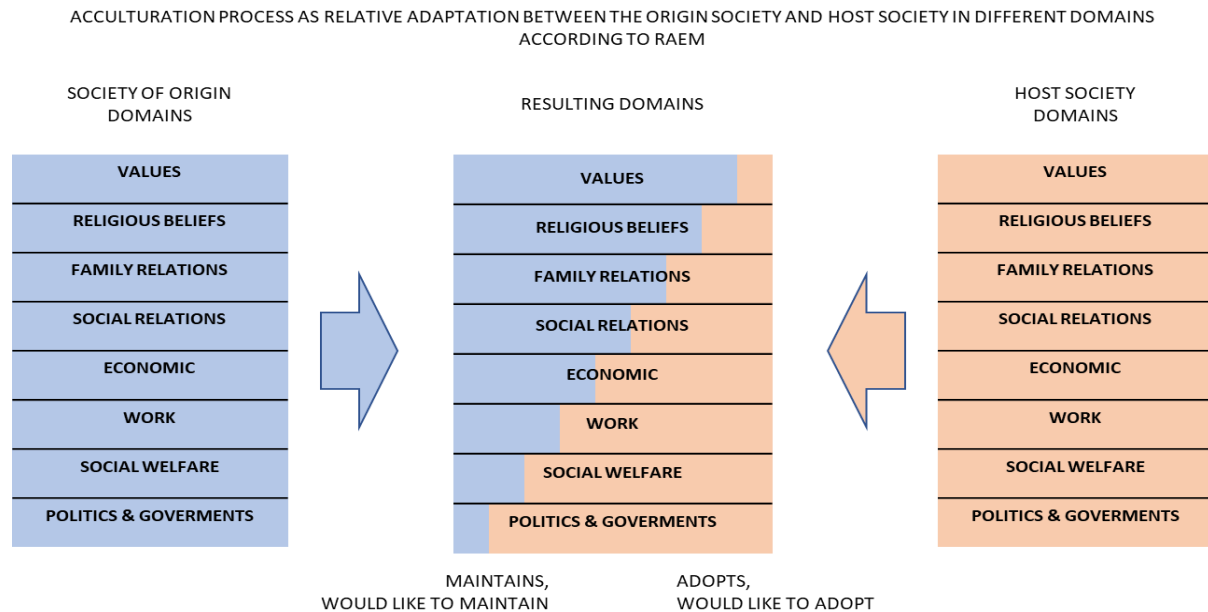 ACCULTURATION PROCESS AS RELATIVE ADAPTATION BETWEEN THE ORIGIN SOCIETY AND HOST SOCIETY IN DIFFERENT DOMAINS
ACCORDING TO RAEM
SOCIETY OF ORIGIN
DOMAINS
VALUES
RELIGIOUS BELIEFS
FAMILY RELATIONS
SOCIAL RELATIONS
ECONOMIC
WORK
SOCIAL WELFARE
POLITICS & GOVERMENTS
RESULTING DOMAINS
VALUES
RELIGIOUS BELIEFS
FAMILY RELATIONS
SOCIAL RELATIONS
ECONOMIC
WORK
SOCIAL WELFARE
POLITICS & GOVERMENTS
MAINTAINS,
WOULD LIKE TO MAINTAIN
ADOPTS,
WOULD LIKE TO ADOPT
HOST SOCIETY
DOMAINS
VALUES
RELIGIOUS BELIEFS
FAMILY RELATIONS
SOCIAL RELATIONS
ECONOMIC
WORK
SOCIAL WELFARE
POLITICS & GOVERMENTS